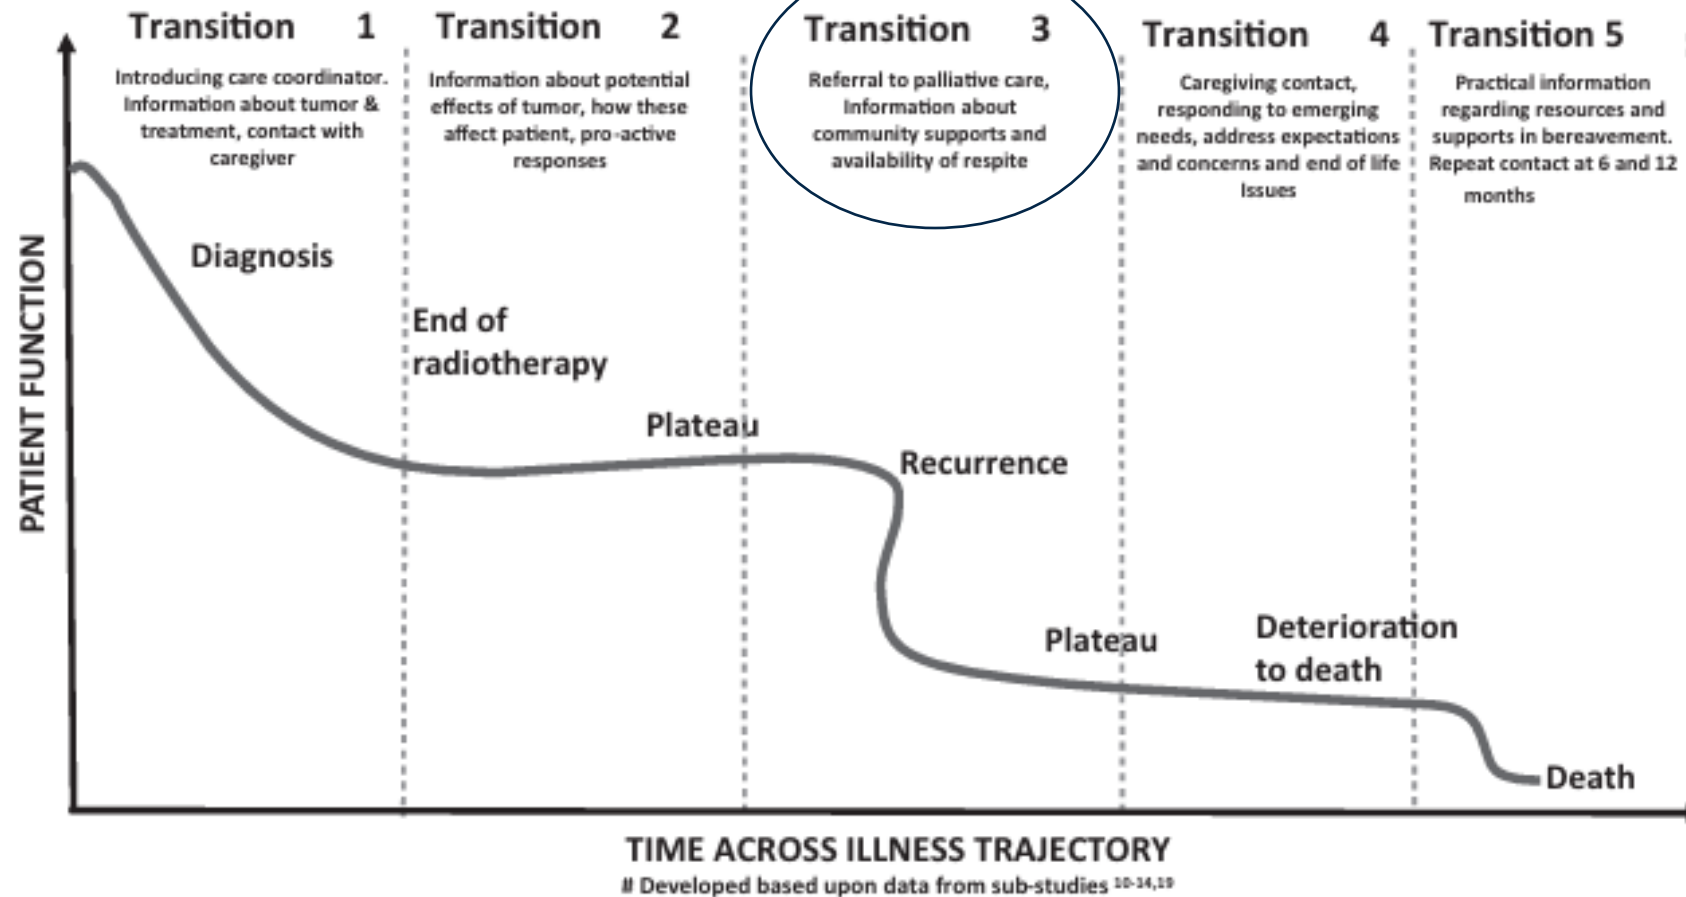 Transition 1
Introducing care coordinator.
Information about tumor &
treatment, contact with
caregiver
Transition 2
Information about potential
effects of tumor, how these
affect patient, pro-active
responses
Transition 3
Referral to palliative care,
Information about
community supports and
availability of respite
Transition 4
Caregiving contact,
responding to emerging
needs, address expectations
and concerns and end of life
Issues
Transition 5
Practical information
regarding resources and
supports in bereavement.
Repeat contact at 6 and 12
months
PATIENT FUNCTION
Diagnosis
End of
radiotherapy
Plateau
Recurrence
Plateau
Deterioration
to death
Death
TIME ACROSS ILLNESS TRAJECTORY
# Developed based upon data from sub-studies 10-14,19